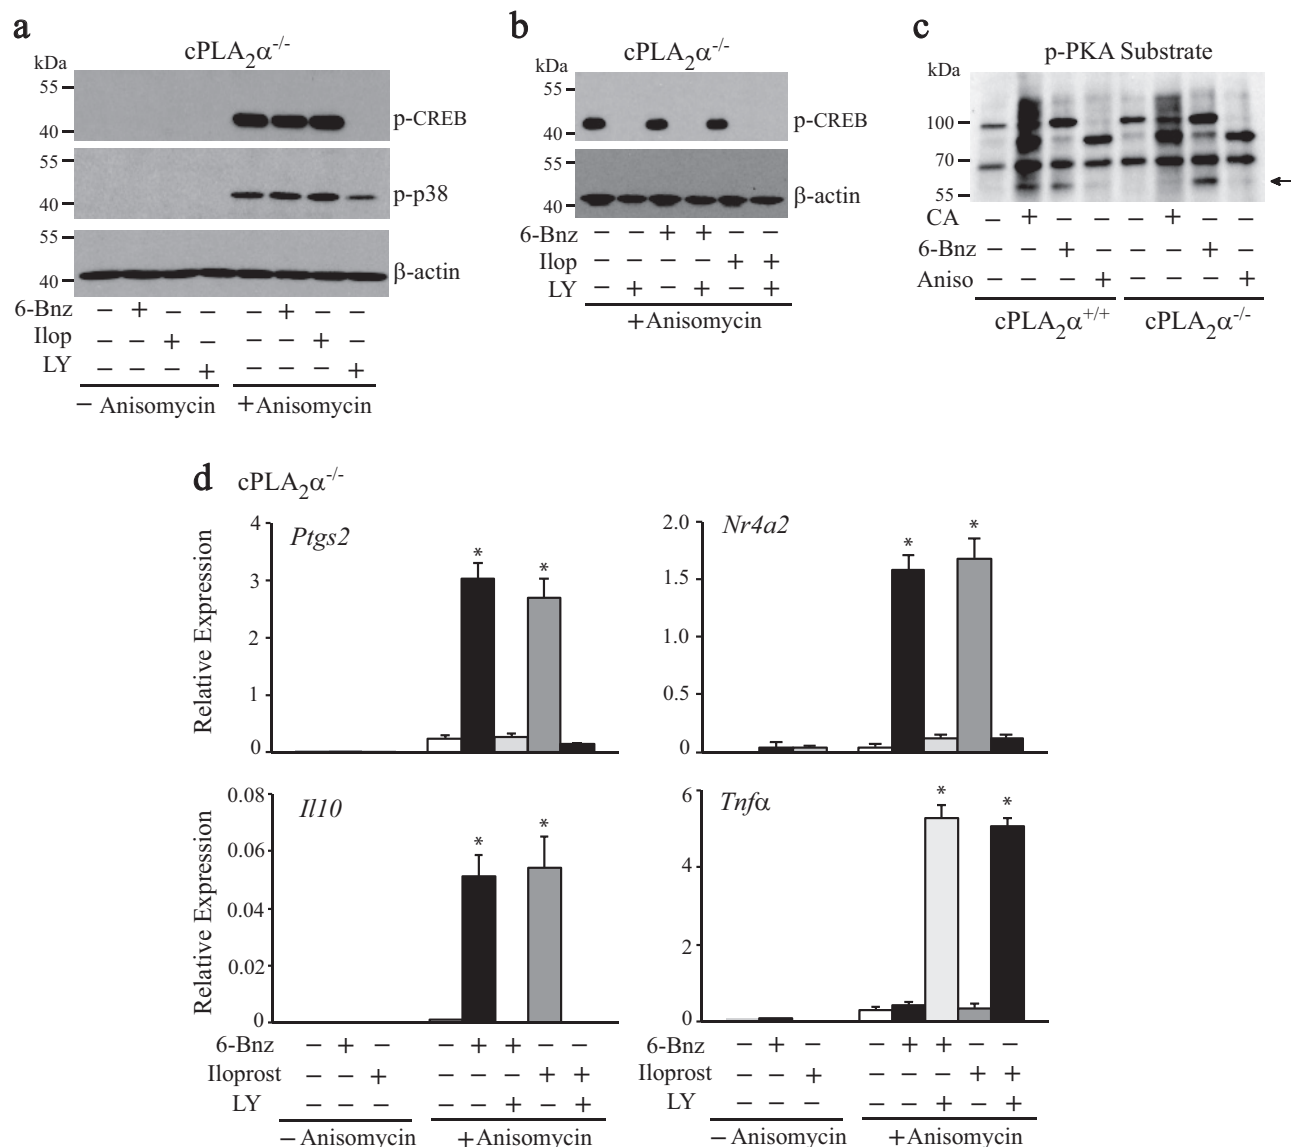 a
cPLA₂α⁻/⁻
kDa
55
40
p-CREB
55
40
p-p38
55
40
β-actin
6-Bnz − + − − − + − −
Ilop − − + − − − + −
LY − − − + − − − +
− Anisomycin + Anisomycin
b
cPLA₂α⁻/⁻
kDa
55
40
p-CREB
55
40
β-actin
6-Bnz − − + + − −
Ilop − − − − + +
LY − + − + − +
+ Anisomycin
c
p-PKA Substrate
kDa
100
70
55
CA − + − − − + − −
6-Bnz − − + − − − + −
Aniso − − − + − − − +
cPLA₂α⁺/⁺ cPLA₂α⁻/⁻
d cPLA₂α⁻/⁻
Ptgs2
Relative Expression
4
3
2
1
0
* *
Nr4a2
2.0
1.5
1.0
0.5
0
* *
Il10
Relative Expression
0.08
0.06
0.04
0.02
0
* *
Tnfα
6
4
2
0
* *
6-Bnz − + − − + + − −
Iloprost − − + − − − + +
LY − − − − − + − +
− Anisomycin + Anisomycin
6-Bnz − + − − + + − −
Iloprost − − + − − − + +
LY − − − − − + − +
− Anisomycin + Anisomycin